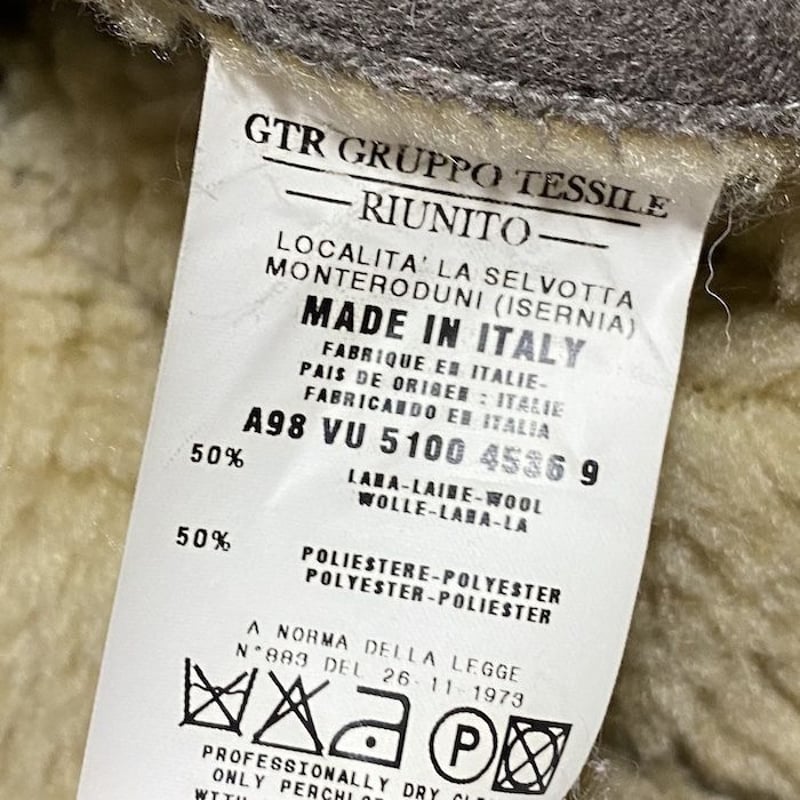 GTR GRUPPO TESSILE
RIUNITO
LOCALITA' LA SELVOTTA
MONTERODUNI (ISERNIA)
MADE IN ITALY
FABRIQUE EN ITALIE-
PAIS DE ORIGEN : ITALIE
FABRICANDO EN ITALIA
A98 VU 5100 4536 9
50% LANA-LAINE-WOOL
WOLLE-LANA-LA
50% POLIESTERE-POLYESTER
POLYESTER-POLIESTER
A NORMA DELLA LEGGE
N°883 DEL 26-11-1973
P
PROFESSIONALLY DRY
ONLY